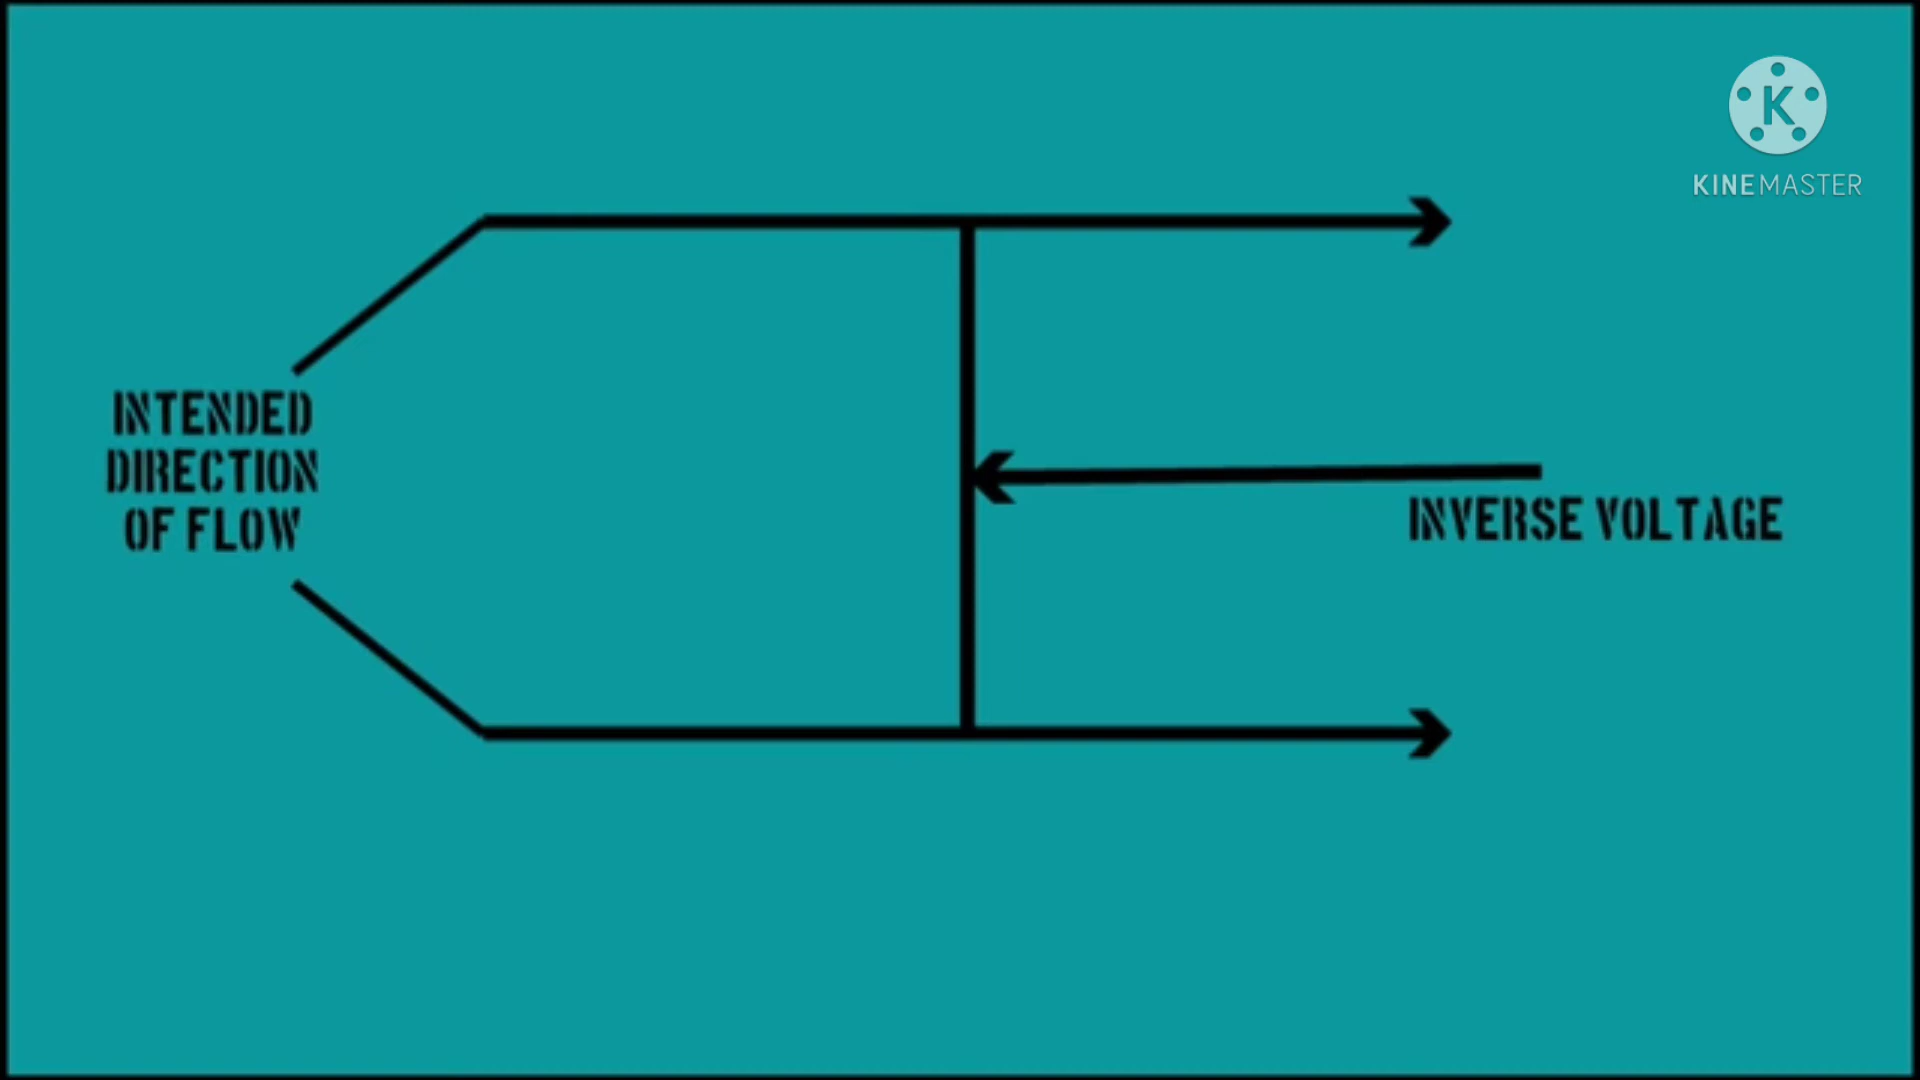 K
KINEMASTER
INTENDED
DIRECTION
OF FLOW
INVERSE VOLTAGE